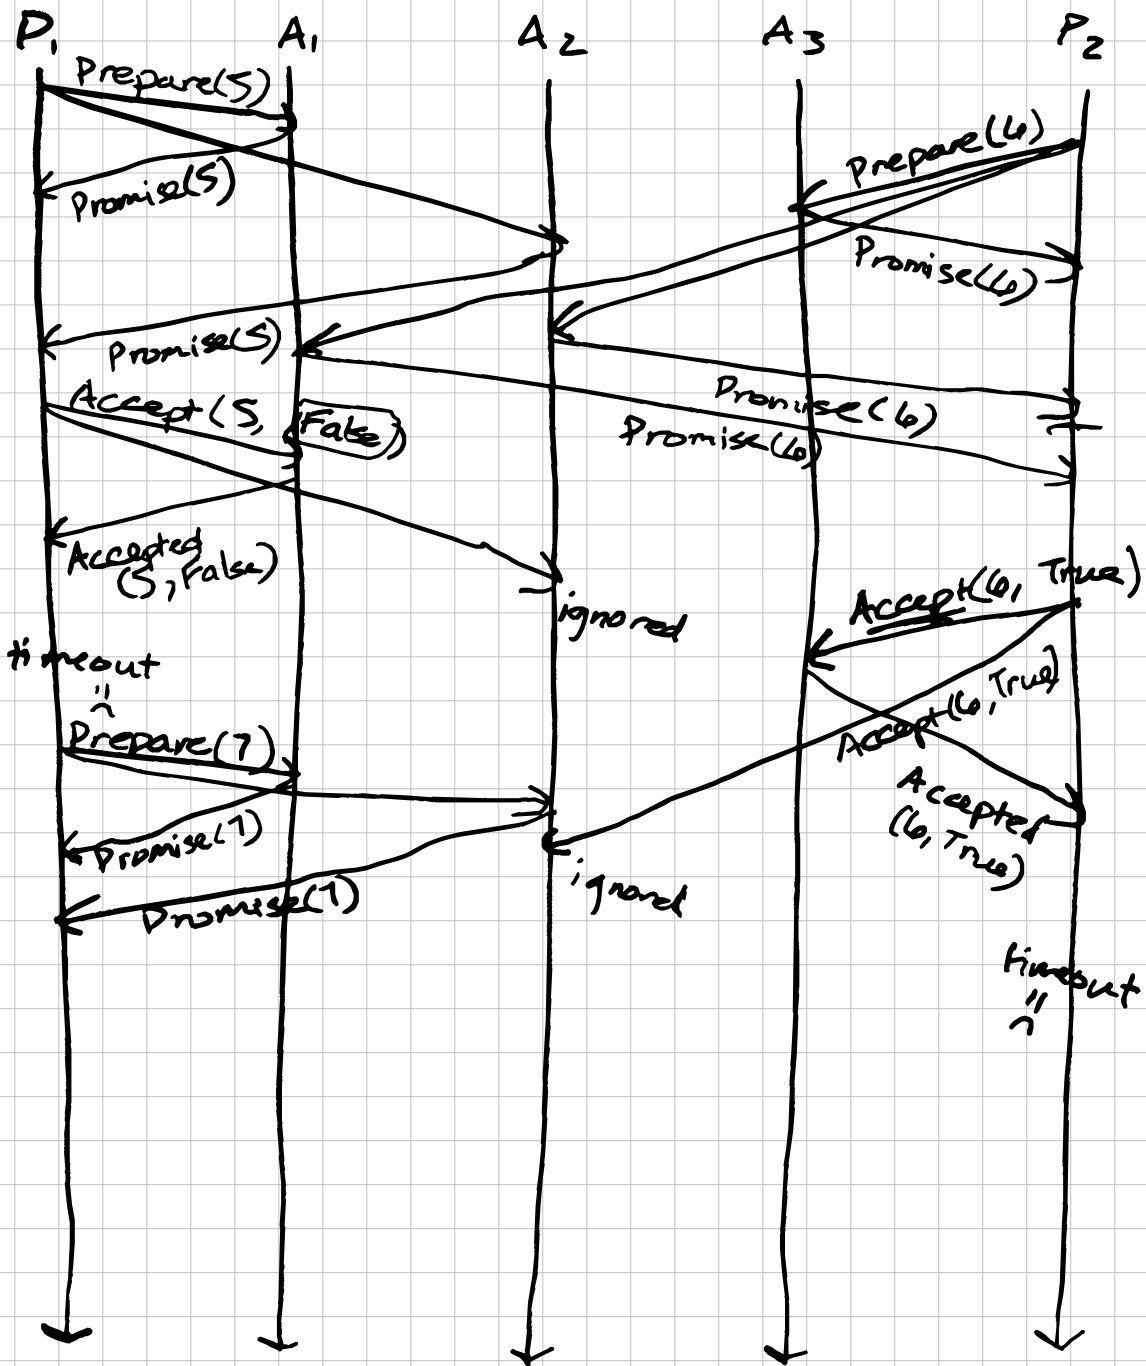 P1 A1 A2 A3 P2
Prepare(5)
Prepare(6)
Promise(5)
Promise(6)
Promise(5)
Accept(5, False)
Promise(6)
Promise(6)
Accepted
(5, False)
Accept(6, True)
ignored
timeout
Accept(6, True)
Prepare(7)
Accepted
(6, True)
Promise(7)
Promise(7)
ignord
timeout